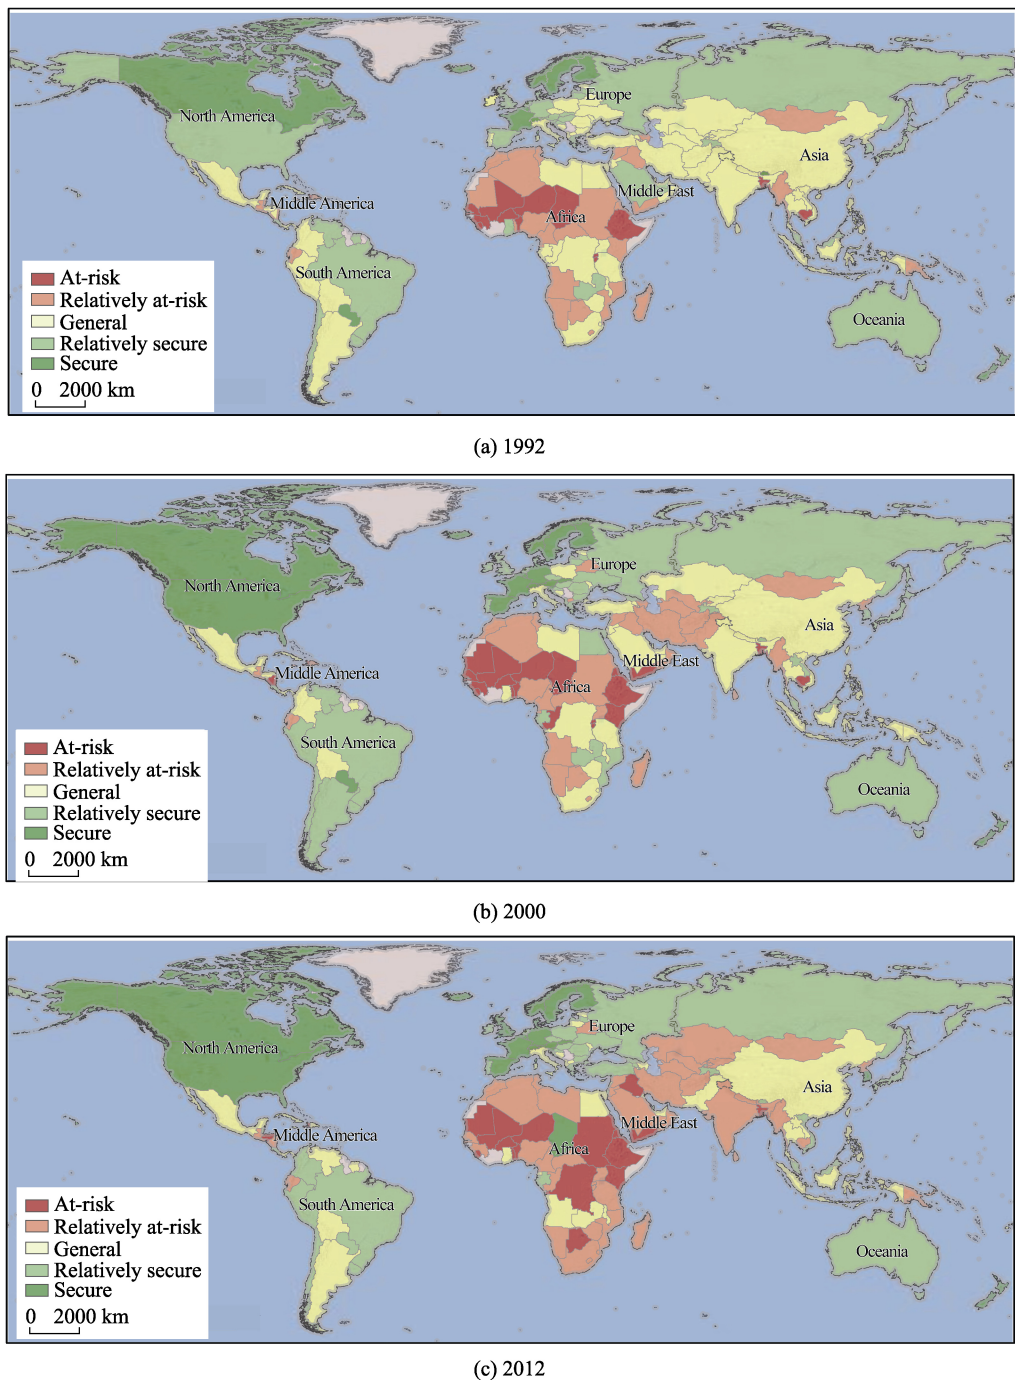 Europe
North America
Asia
Middle East
Middle America
Africa
South America
Oceania
At-risk
Relatively at-risk
General
Relatively secure
Secure
0 2000 km
(a) 1992
Europe
North America
Asia
Middle East
Middle America
Africa
South America
Oceania
At-risk
Relatively at-risk
General
Relatively secure
Secure
0 2000 km
(b) 2000
Europe
North America
Asia
Middle East
Middle America
Africa
South America
Oceania
At-risk
Relatively at-risk
General
Relatively secure
Secure
0 2000 km
(c) 2012